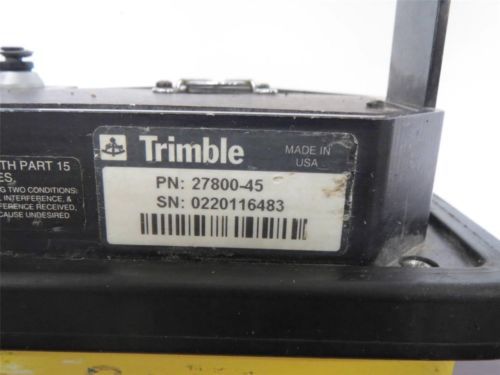 TH PART 15
ES,
NG TWO CONDITIONS:
L INTERFERENCE, &
FERENCE RECEIVED,
CAUSE UNDESIRED
Trimble
MADE IN
USA
PN: 27800-45
SN: 0220116483